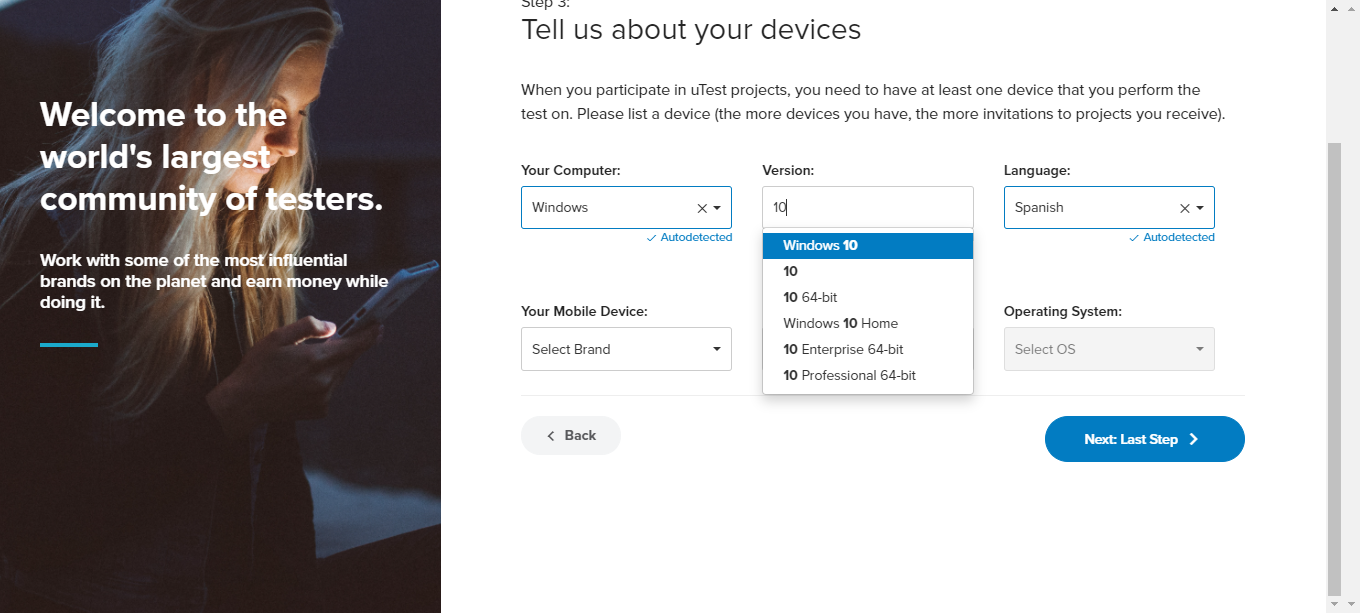 Step 3:
Tell us about your devices
Welcome to the
world's largest
community of testers.
Work with some of the most influential
brands on the planet and earn money while
doing it.
When you participate in uTest projects, you need to have at least one device that you perform the
test on. Please list a device (the more devices you have, the more invitations to projects you receive).
Your Computer:
Windows
Autodetected
Version:
10
Windows 10
10
10 64-bit
Windows 10 Home
10 Enterprise 64-bit
10 Professional 64-bit
Language:
Spanish
Autodetected
Your Mobile Device:
Select Brand
Operating System:
Select OS
Back
Next: Last Step